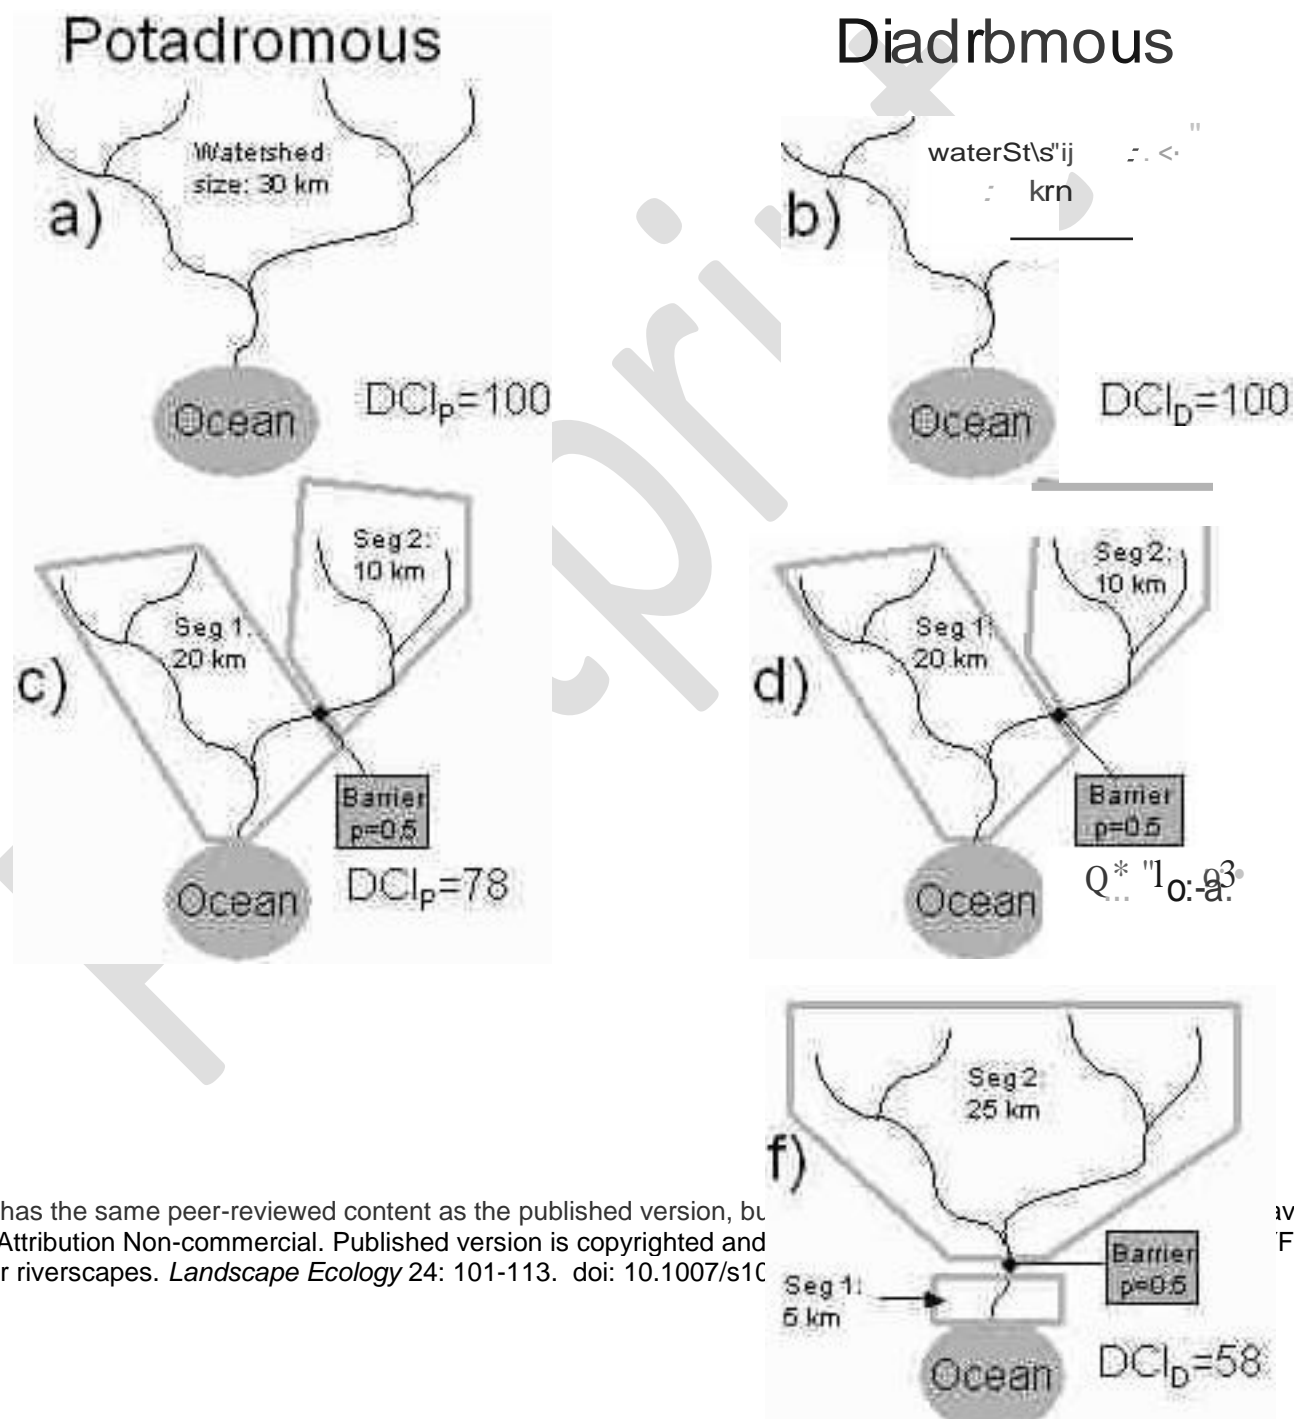 Potadromous
Diadrbmous
Watershed
size: 30 km
a)
waterSt\s"ij
krn
b)
Ocean
DCIP=100
Ocean
DCID=100
Seg 2:
10 km
Seg 1:
20 km
c)
Barrier
p=0.5
Ocean
DCIP=78
Seg 2:
10 km
Seg 1:
20 km
d)
Barrier
p=0.5
Ocean
Seg 2:
25 km
f)
has the same peer-reviewed content as the published version, bu
Attribution Non-commercial. Published version is copyrighted and
r riverscapes. Landscape Ecology 24: 101-113. doi: 10.1007/s10
Barrier
p=0.5
Seg 1:
5 km
Ocean
DCID=58